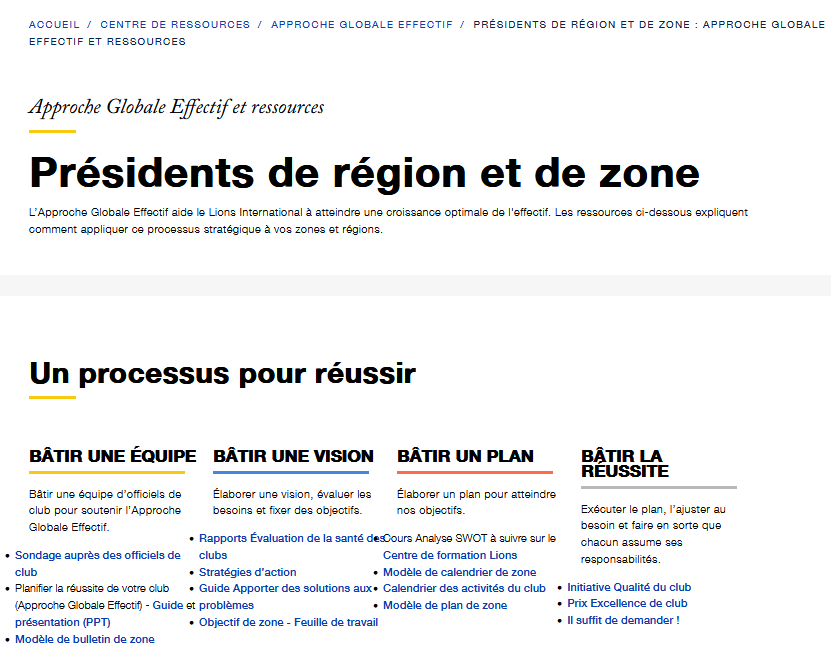 ACCUEIL / CENTRE DE RESSOURCES / APPROCHE GLOBALE EFFECTIF / PRÉSIDENTS DE RÉGION ET DE ZONE : APPROCHE GLOBALE
EFFECTIF ET RESSOURCES
Approche Globale Effectif et ressources
Présidents de région et de zone
L'Approche Globale Effectif aide le Lions International à atteindre une croissance optimale de l'effectif. Les ressources ci-dessous expliquent
comment appliquer ce processus stratégique à vos zones et régions.
Un processus pour réussir
BÂTIR UNE ÉQUIPE
Bâtir une équipe d'officiels de
club pour soutenir l'Approche
Globale Effectif.
• Sondage auprès des officiels de
club
• Planifier la réussite de votre club
(Approche Globale Effectif) - Guide et
présentation (PPT)
• Modèle de bulletin de zone
BÂTIR UNE VISION
Élaborer une vision, évaluer les
besoins et fixer des objectifs.
• Rapports Évaluation de la santé des
clubs
• Stratégies d'action
• Guide Apporter des solutions aux
problèmes
• Objectif de zone - Feuille de travail
BÂTIR UN PLAN
Élaborer un plan pour atteindre
nos objectifs.
• Cours Analyse SWOT à suivre sur le
Centre de formation Lions
• Modèle de calendrier de zone
• Calendrier des activités du club
• Modèle de plan de zone
BÂTIR LA
RÉUSSITE
Exécuter le plan, l'ajuster au
besoin et faire en sorte que
chacun assume ses
responsabilités.
• Initiative Qualité du club
• Prix Excellence de club
• Il suffit de demander !